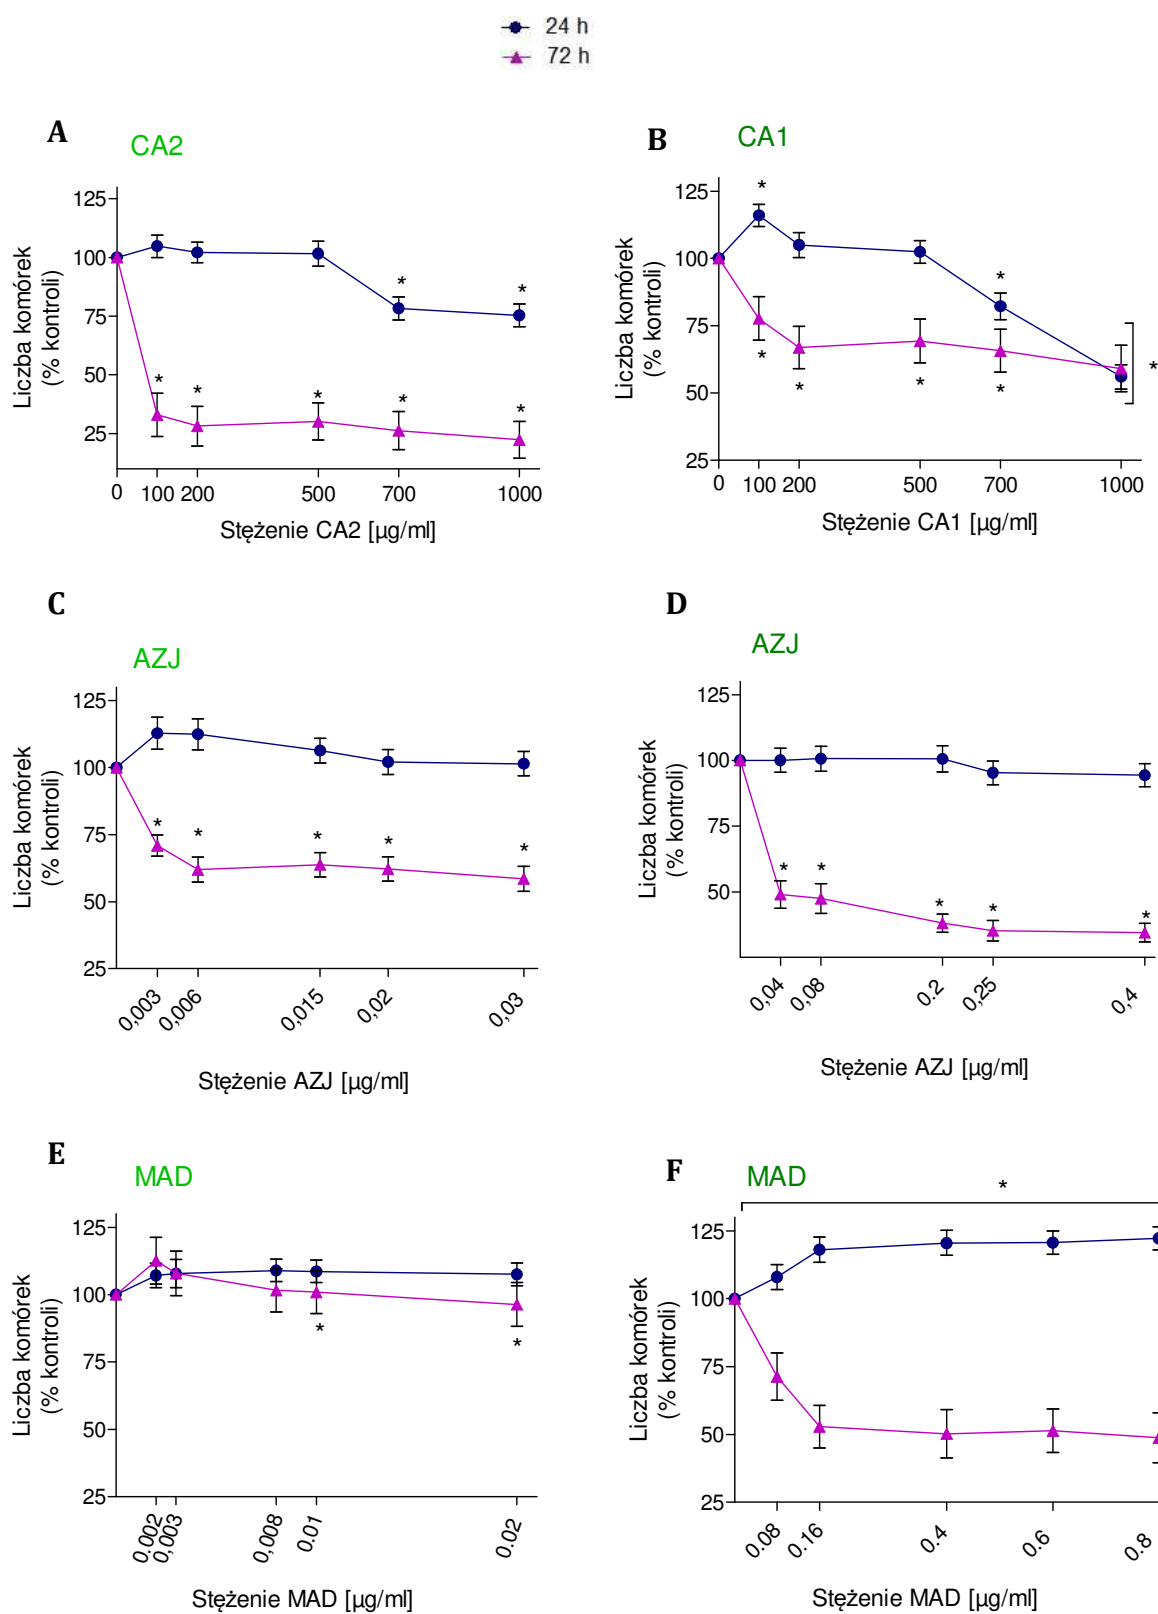 24 h
72 h
A
CA2
Liczba komórek
(% kontroli)
125
100
75
50
25
0 100 200 500 700 1000
* * * * * * *
Stężenie CA2 [µg/ml]
B
CA1
Liczba komórek
(% kontroli)
125
100
75
50
25
0 100 200 500 700 1000
* * * * * * *
Stężenie CA1 [µg/ml]
C
AZJ
Liczba komórek
(% kontroli)
125
100
75
50
25
0,003 0,006 0,015 0,02 0,03
* * * * *
Stężenie AZJ [µg/ml]
D
AZJ
Liczba komórek
(% kontroli)
125
100
75
50
0,04 0,08 0.2 0,25 0,4
* * * * *
Stężenie AZJ [µg/ml]
E
MAD
Liczba komórek
(% kontroli)
125
100
75
50
25
0.002 0,003 0,008 0.01 0.02
* *
Stężenie MAD [µg/ml]
F
MAD
*
Liczba komórek
(% kontroli)
125
100
75
50
25
0.08 0.16 0.4 0.6 0.8
Stężenie MAD [µg/ml]